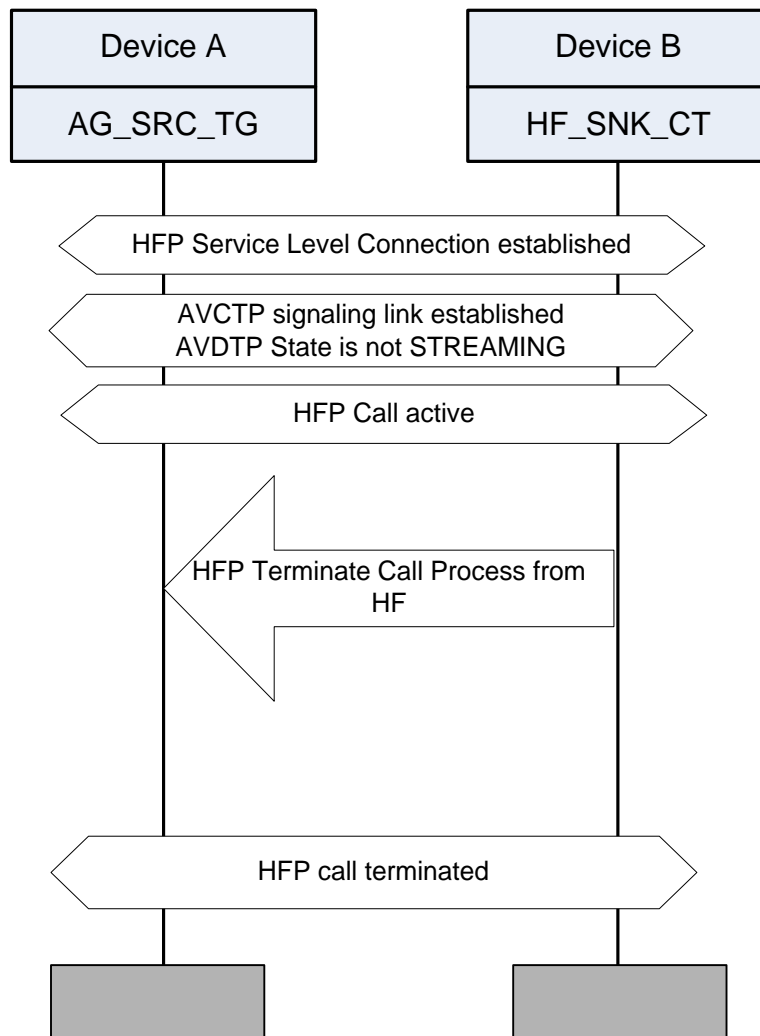 Device A
Device B
AG_SRC_TG
HF_SNK_CT
HFP Service Level Connection established
AVCTP signaling link established
AVDTP State is not STREAMING
HFP Call active
HFP Terminate Call Process from
HF
HFP call terminated